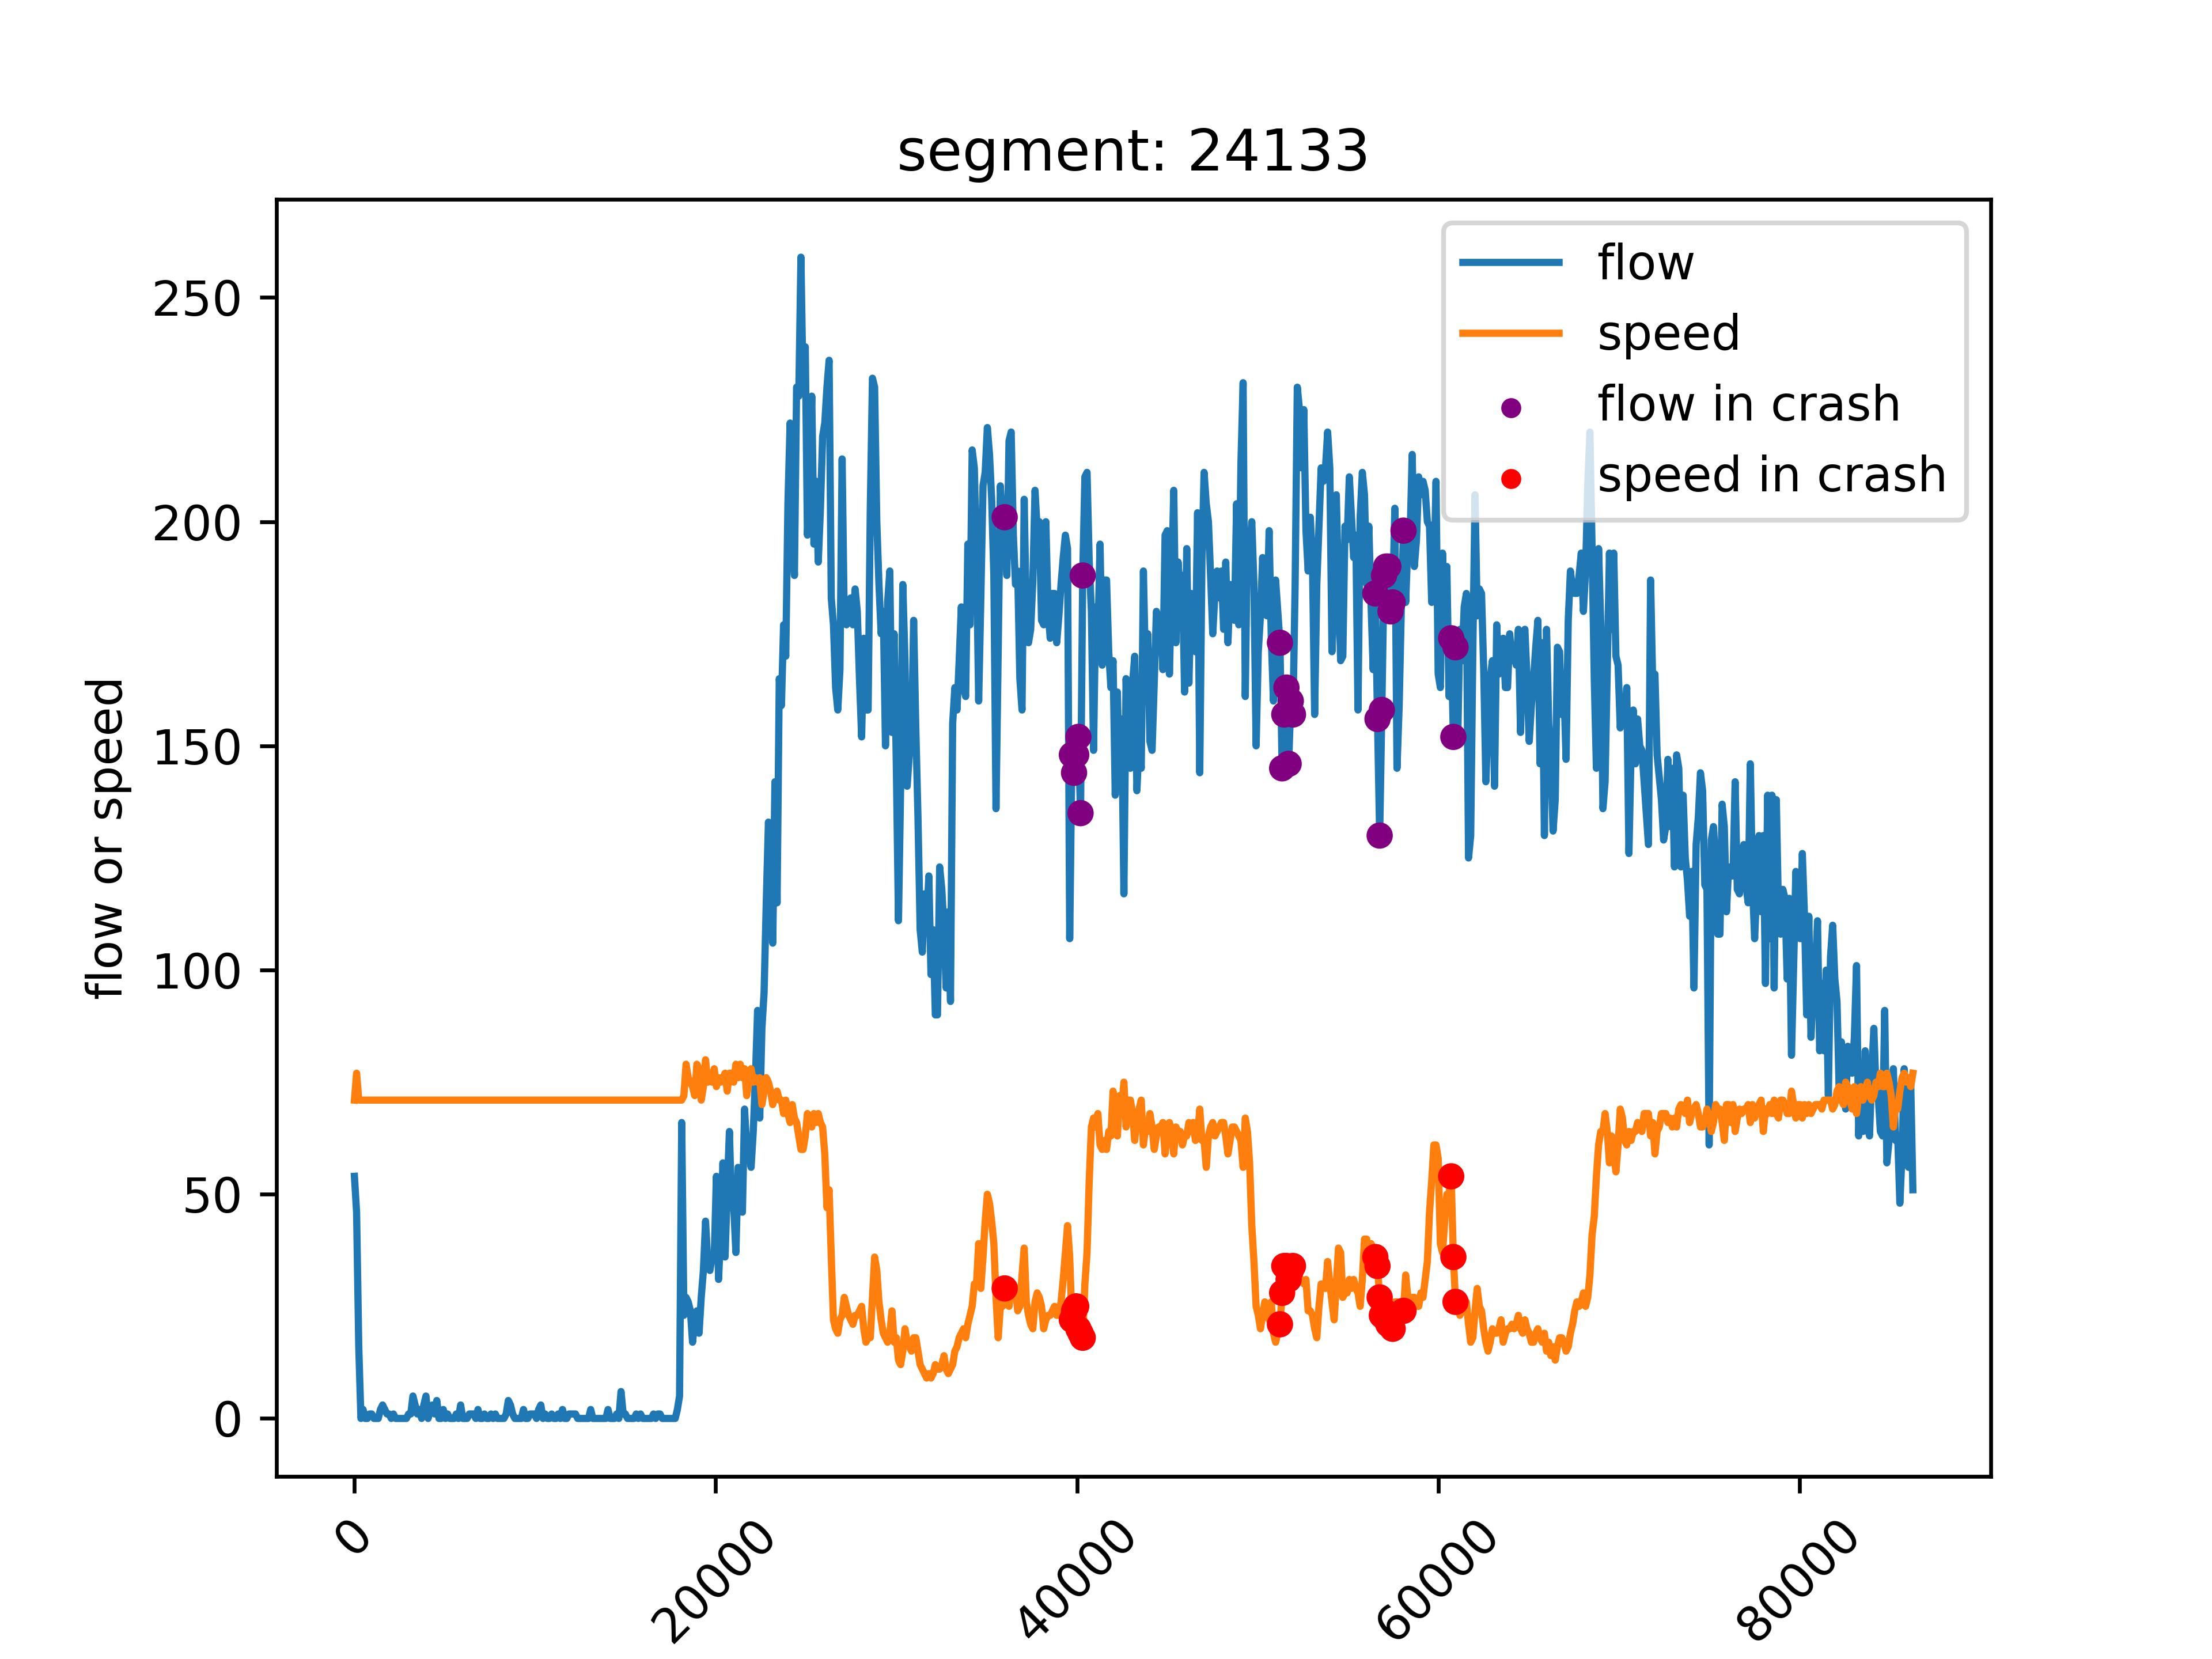 segment: 24133
flow
speed
flow in crash
speed in crash
flow or speed
250
200
150
100
50
0
0
20000
40000
60000
80000